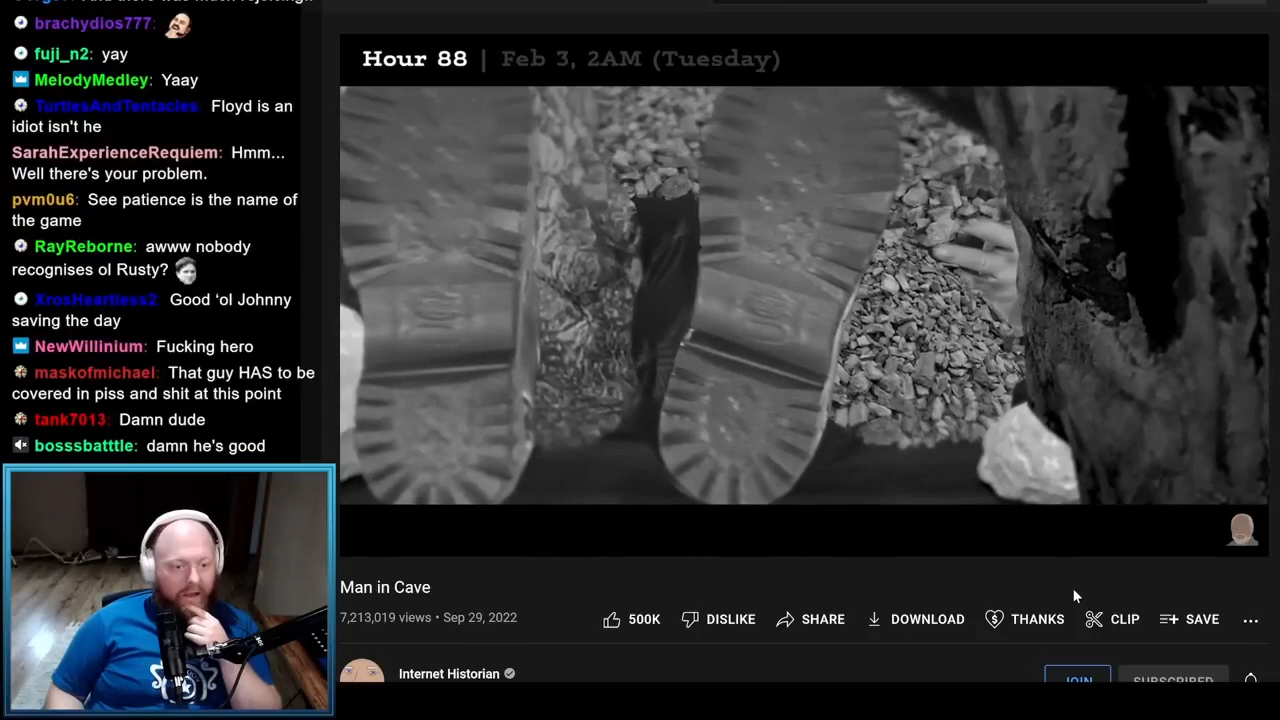 brachydios777:
fuji_n2: yay
MelodyMedley: Yaay
TurtlesAndTentacles: Floyd is an
idiot isn't he
SarahExperienceRequiem: Hmm...
Well there's your problem.
pvm0u6: See patience is the name of
the game
RayReborne: awww nobody
recognises ol Rusty?
XrosHeartless2: Good ‘ol Johnny
saving the day
NewWillinium: Fucking hero
maskofmichael: That guy HAS to be
covered in piss and shit at this point
tank7013: Damn dude
bosssbatttle: damn he's good
Hour 88 | Feb 3, 2AM (Tuesday)
Man in Cave
7,213,019 views • Sep 29, 2022
500K DISLIKE SHARE DOWNLOAD THANKS CLIP SAVE ...
Internet Historian
JOIN SUBSCRIBED